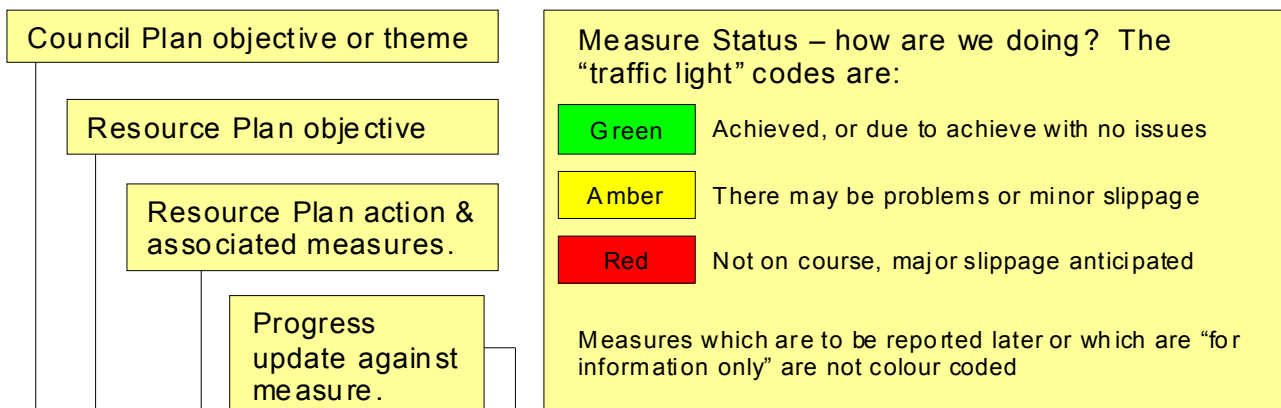 Council Plan objective or theme
Resource Plan objective
Resource Plan action &
associated measures.
Progress
update against
measure.
Measure Status – how are we doing? The
“traffic light” codes are:
Green Achieved, or due to achieve with no issues
Amber There may be problems or minor slippage
Red Not on course, major slippage anticipated
Measures which are to be reported later or which are “for
information only” are not colour coded